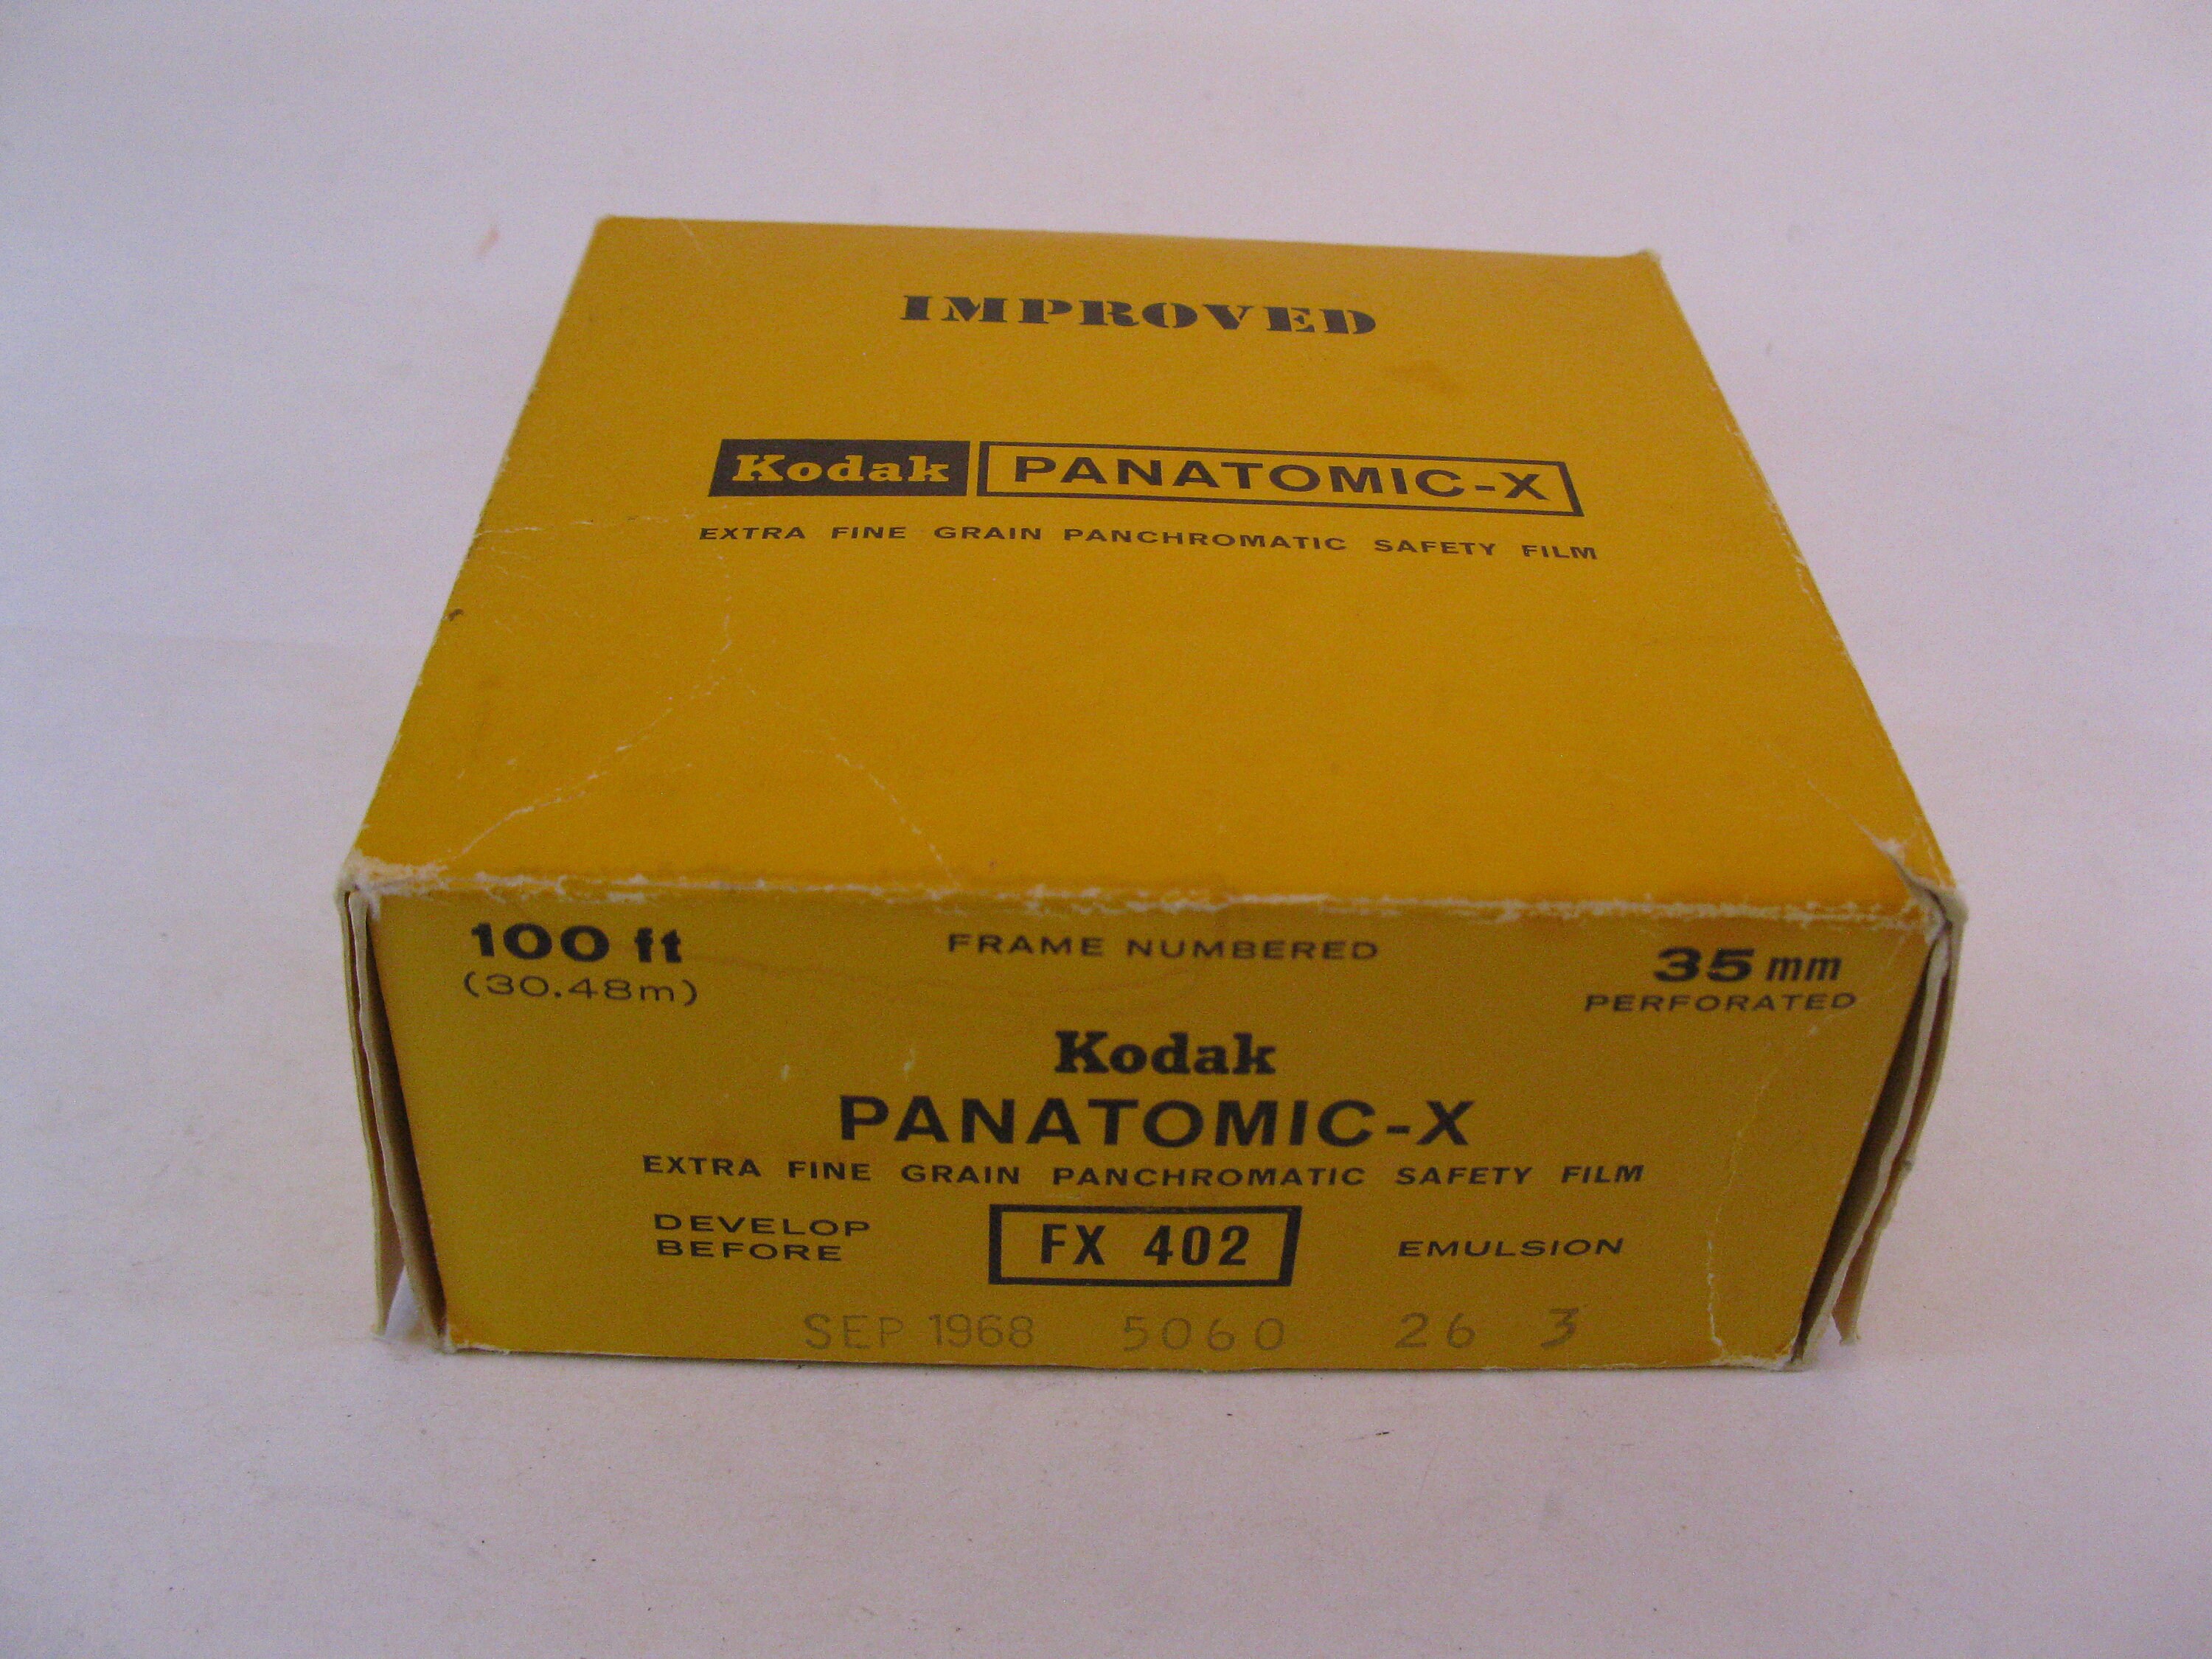 IMPROVED
Kodak PANATOMIC-X
EXTRA FINE GRAIN PANCHROMATIC SAFETY FILM
100 ft FRAME NUMBERED 35 mm
(30.48m) PERFORATED
Kodak
PANATOMIC-X
EXTRA FINE GRAIN PANCHROMATIC SAFETY FILM
DEVELOP
BEFORE
FX 402
EMULSION
SEP 1968 5060 26 3